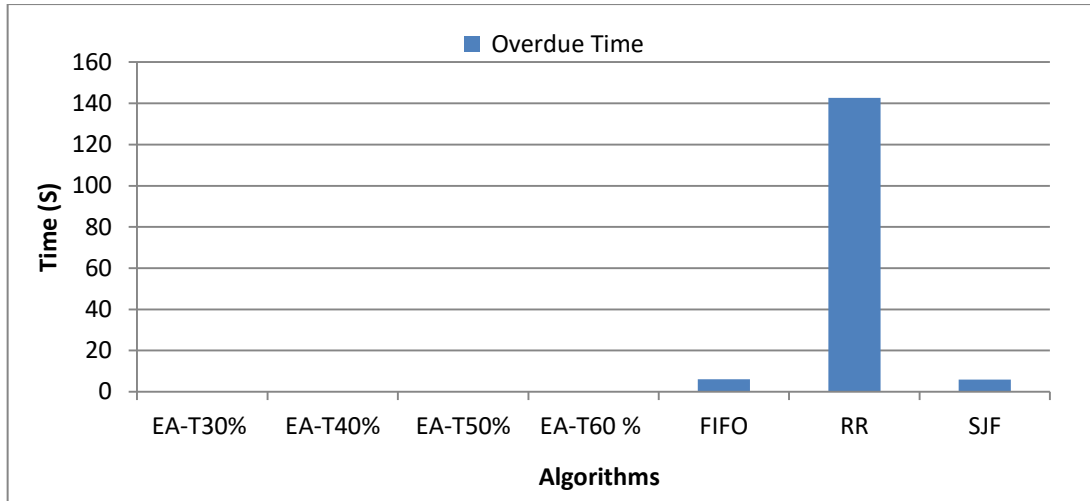 Overdue Time
160
140
120
100
80
60
40
20
0
Time (S)
EA-T30% EA-T40% EA-T50% EA-T60 % FIFO RR SJF
Algorithms